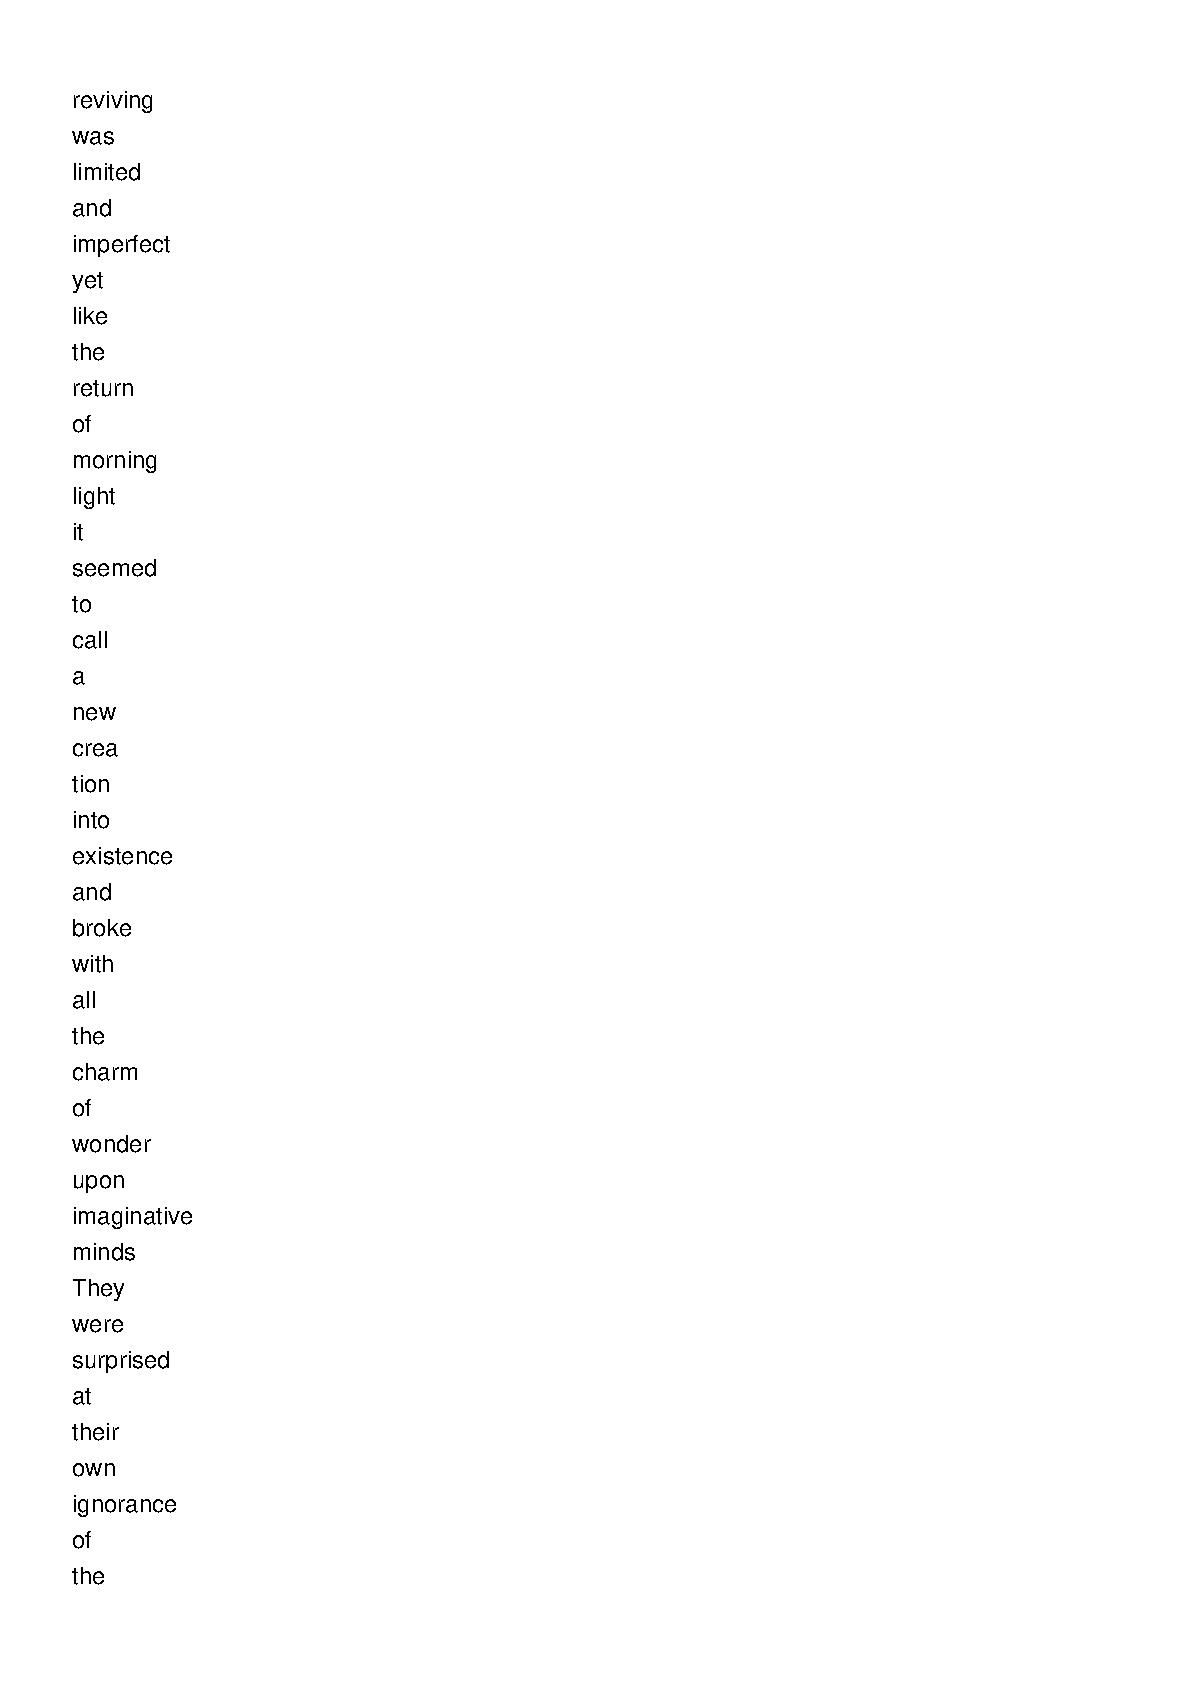 reviving
was
limited
and
imperfect
yet
like
the
return
of
morning
light
it
seemed
to
call
a
new
crea
tion
into
existence
and
broke
with
all
the
charm
of
wonder
upon
imaginative
minds
They
were
surprised
at
their
own
ignorance
of
the